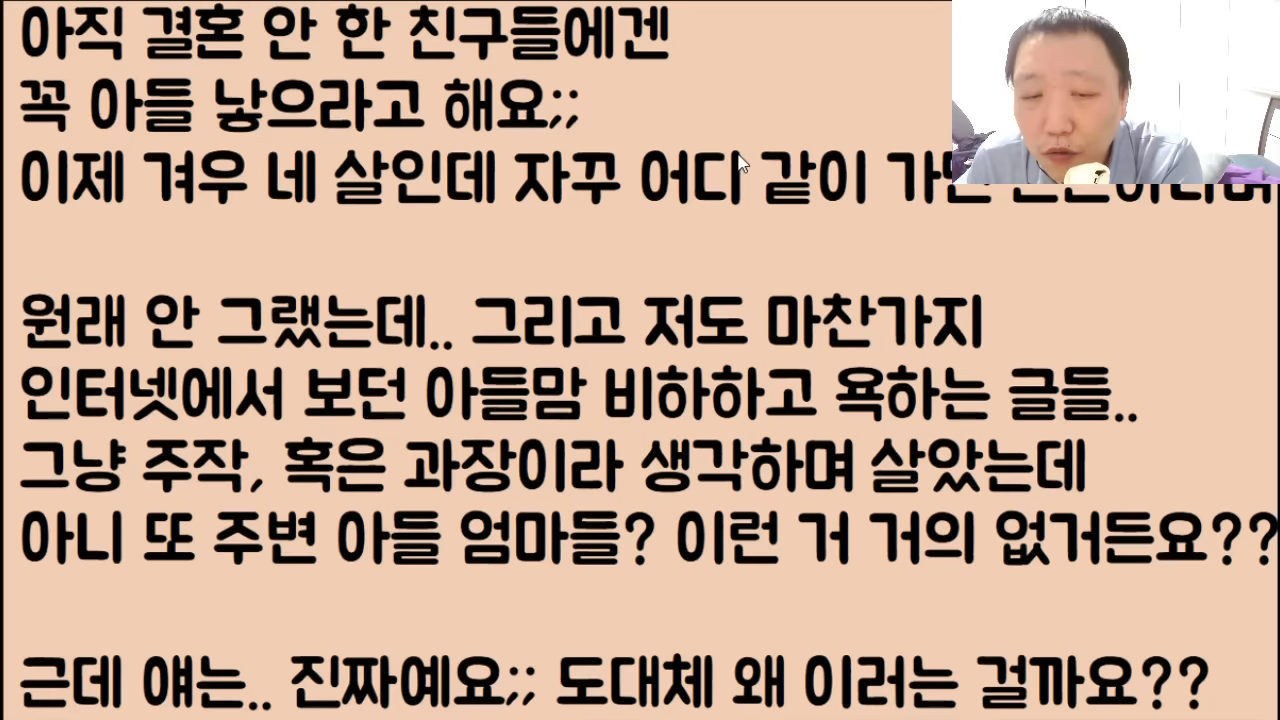 아직 결혼 안 한 친구들에겐
꼭 아들 낳으라고 해요;;
이제 겨우 네 살인데 자꾸 어디 같이 가면
원래 안 그랬는데.. 그리고 저도 마찬가지
인터넷에서 보던 아들맘 비하하고 욕하는 글들..
그냥 주작, 혹은 과장이라 생각하며 살았는데
아니 또 주변 아들 엄마들? 이런 거 거의 없거든요??
근데 얘는.. 진짜예요;; 도대체 왜 이러는 걸까요??